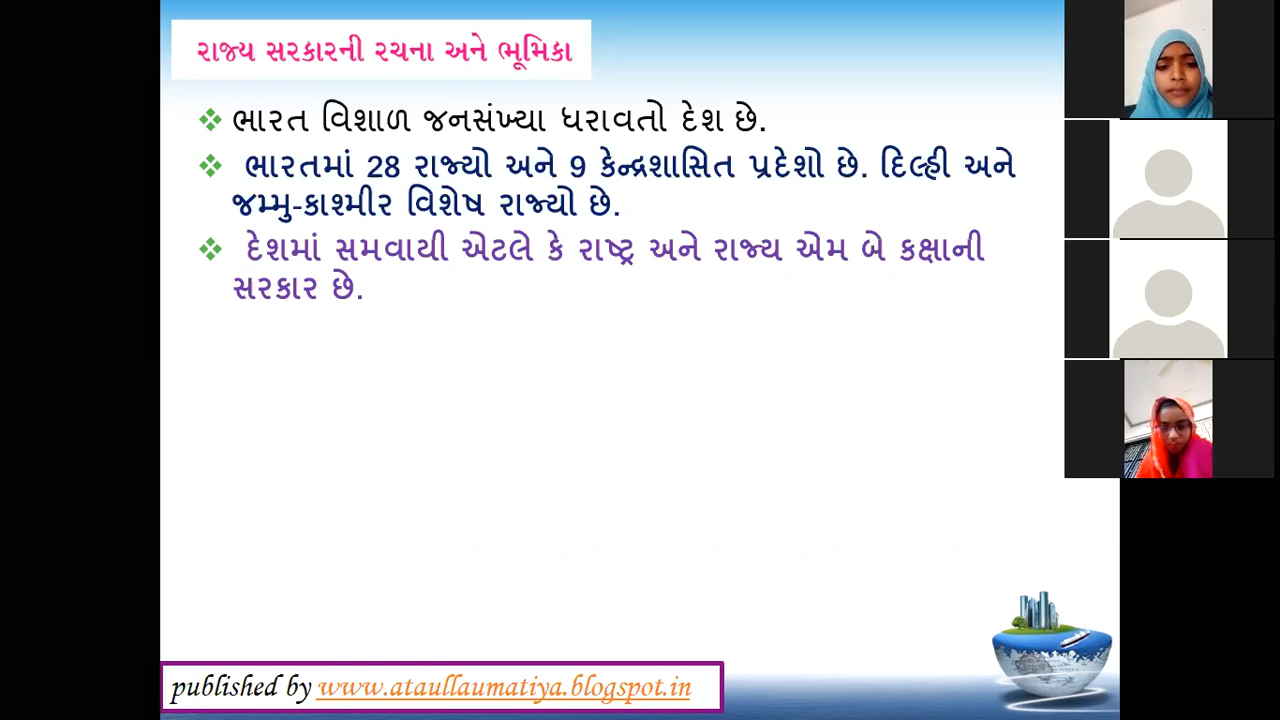 રાજ્ય સરકારની રચના અને ભૂમિકા
ભારત વિશાળ જનસંખ્યા ધરાવતો દેશ છે.
ભારતમાં 28 રાજ્યો અને 9 કેન્દ્રશાસિત પ્રદેશો છે. દિલ્હી અને
જમ્મુ-કાશ્મીર વિશેષ રાજ્યો છે.
દેશમાં સમવાયી એટલે કે રાષ્ટ્ર અને રાજ્ય એમ બે કક્ષાની
સરકાર છે.
published by www.ataullaumatiya.blogspot.in